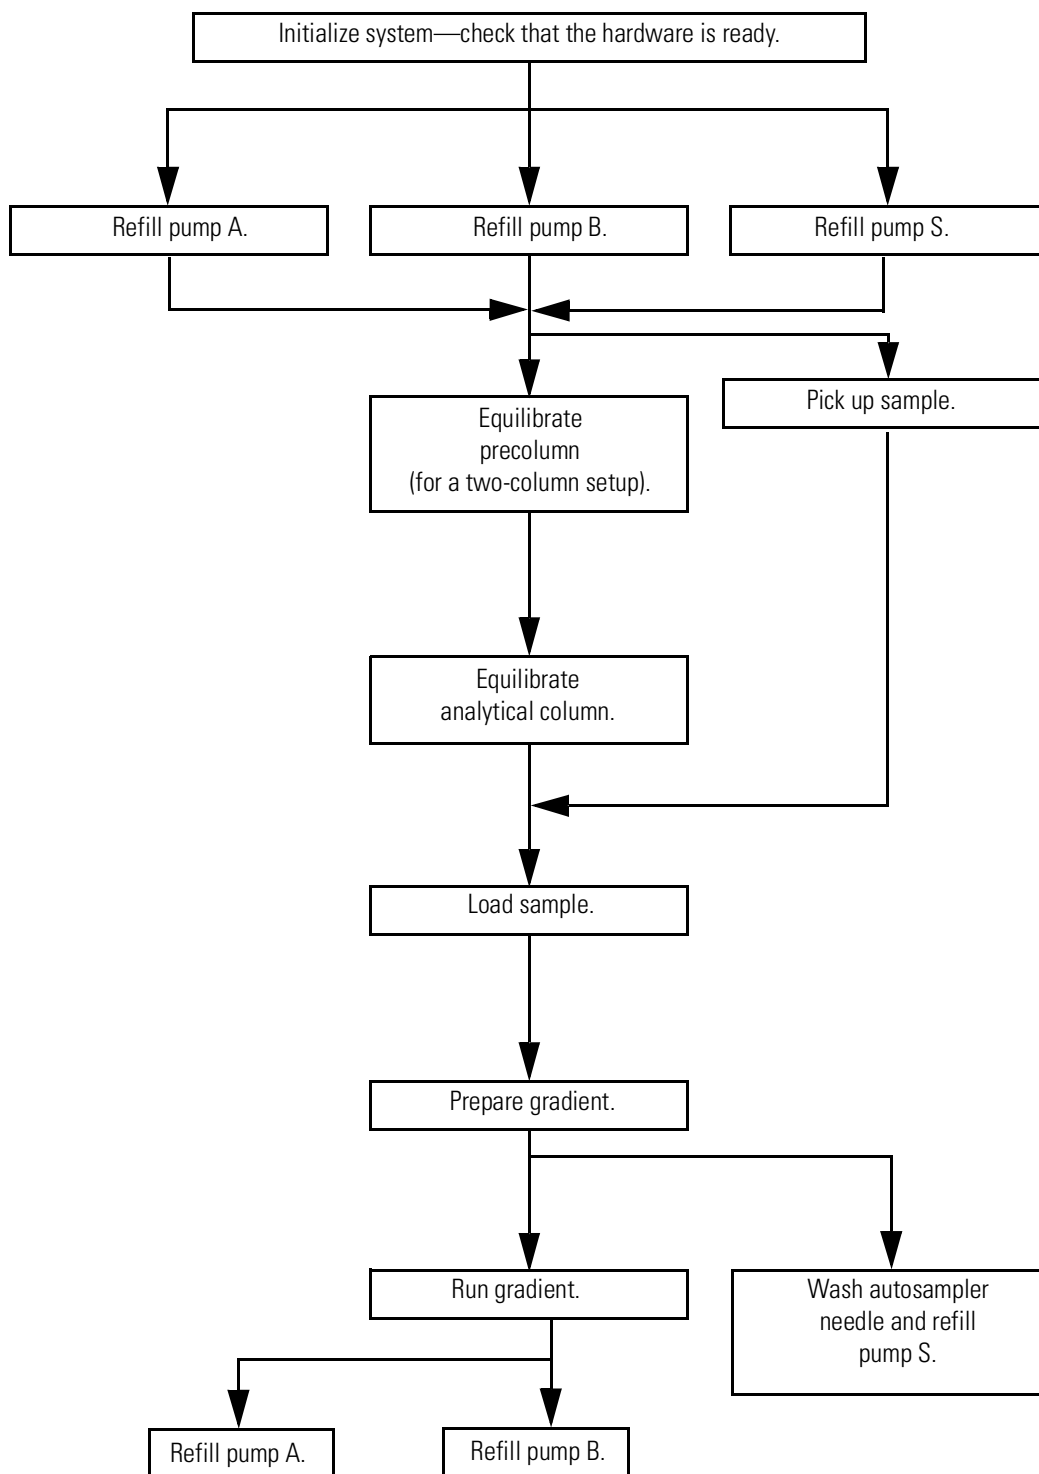 Initialize system—check that the hardware is ready.
Refill pump A.
Refill pump B.
Refill pump S.
Equilibrate
precolumn
(for a two-column setup).
Pick up sample.
Equilibrate
analytical column.
Load sample.
Prepare gradient.
Run gradient.
Wash autosampler
needle and refill
pump S.
Refill pump A.
Refill pump B.